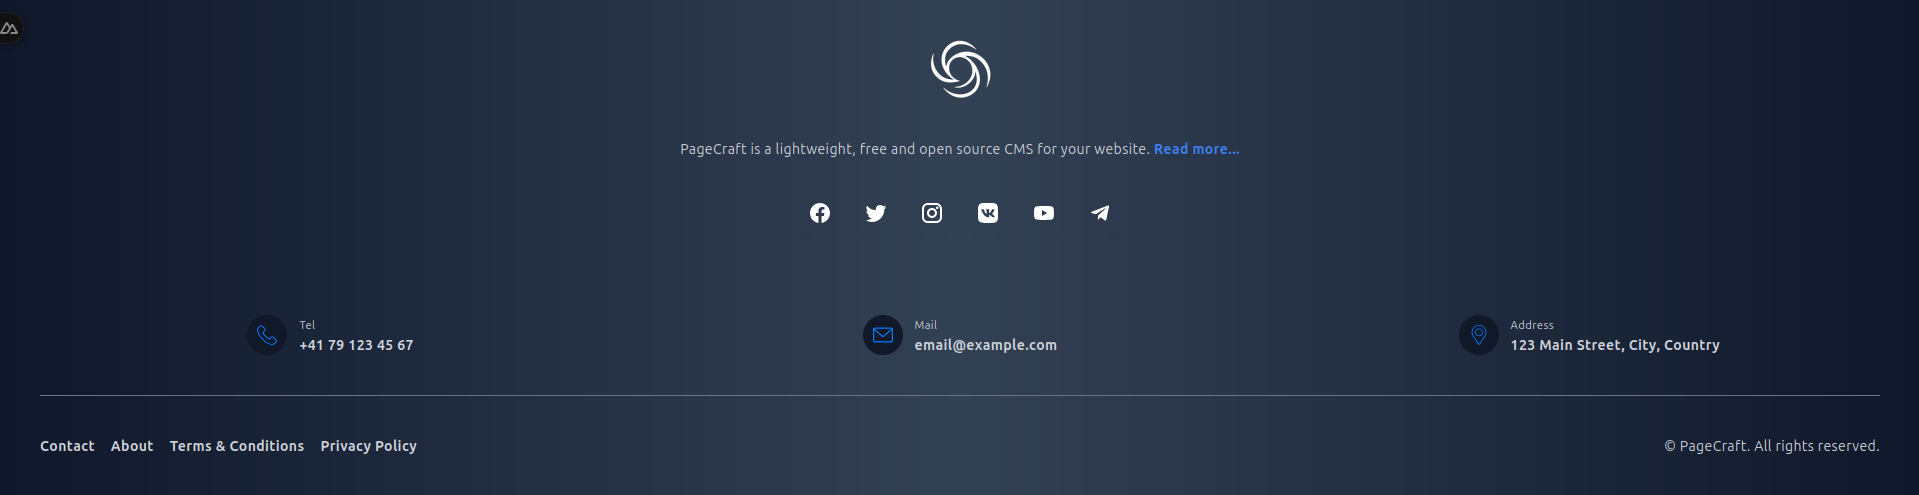 PageCraft is a lightweight, free and open source CMS for your website. Read more...
Tel
+41 79 123 45 67
Mail
email@example.com
Address
123 Main Street, City, Country
Contact About Terms & Conditions Privacy Policy
© PageCraft. All rights reserved.